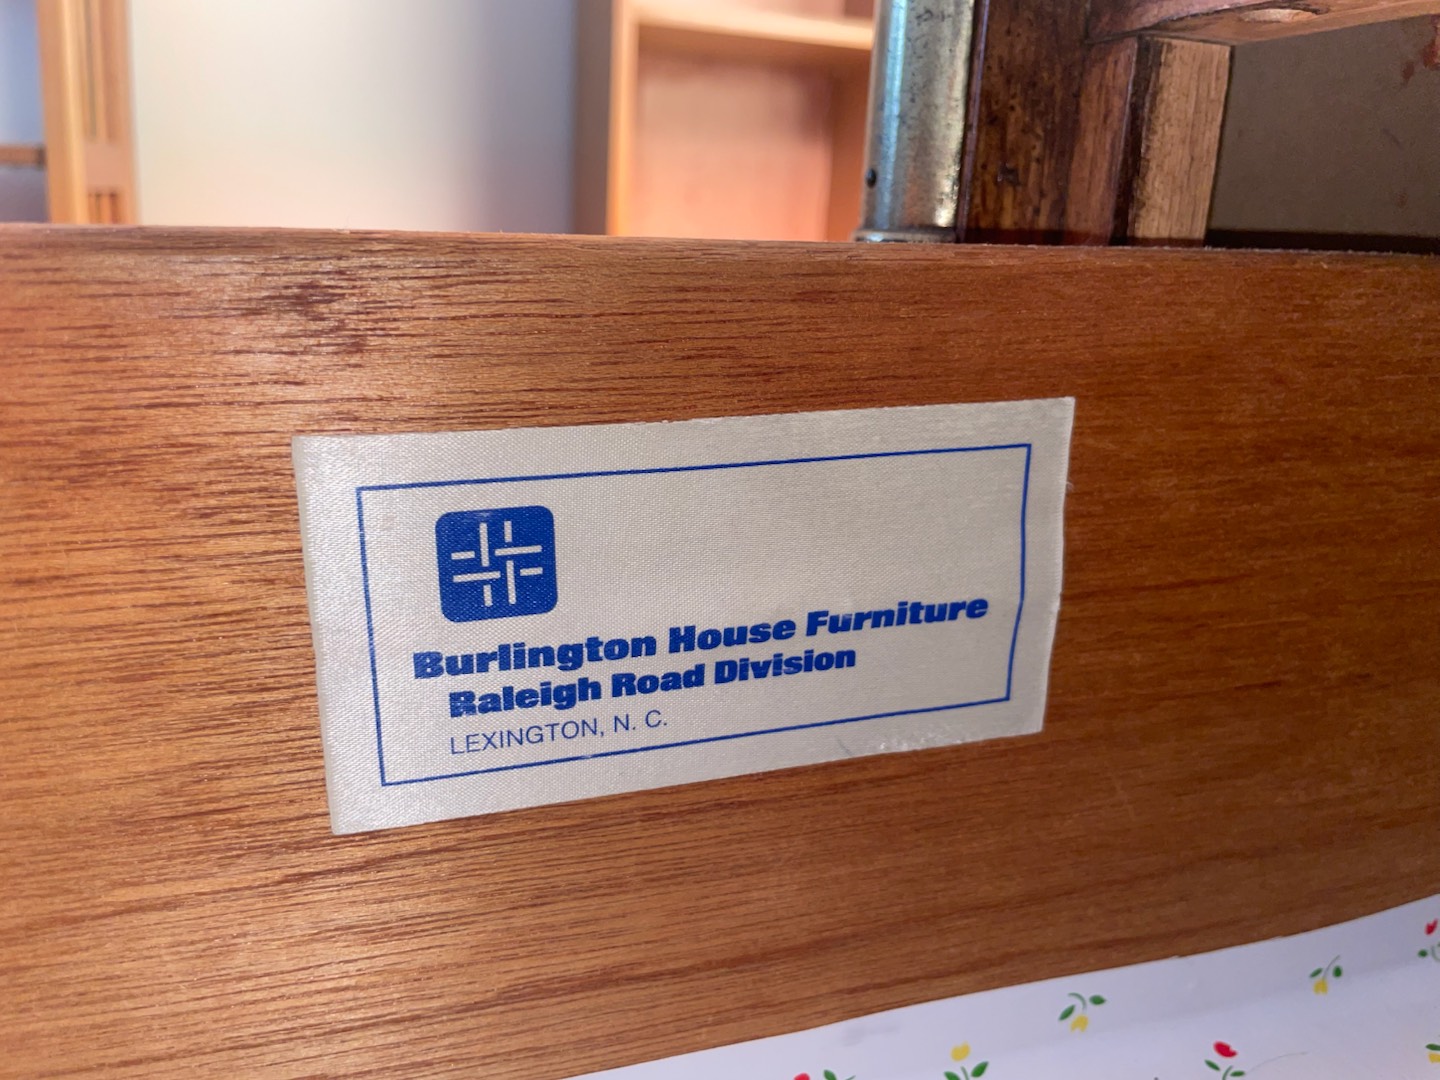 Burlington House Furniture
Raleigh Road Division
LEXINGTON, N. C.